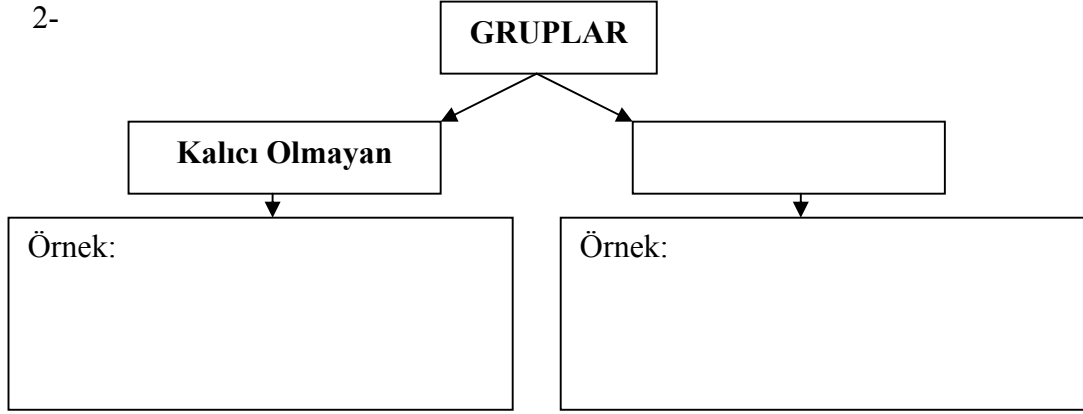 2-
GRUPLAR
Kalıcı Olmayan
Örnek:
Örnek: